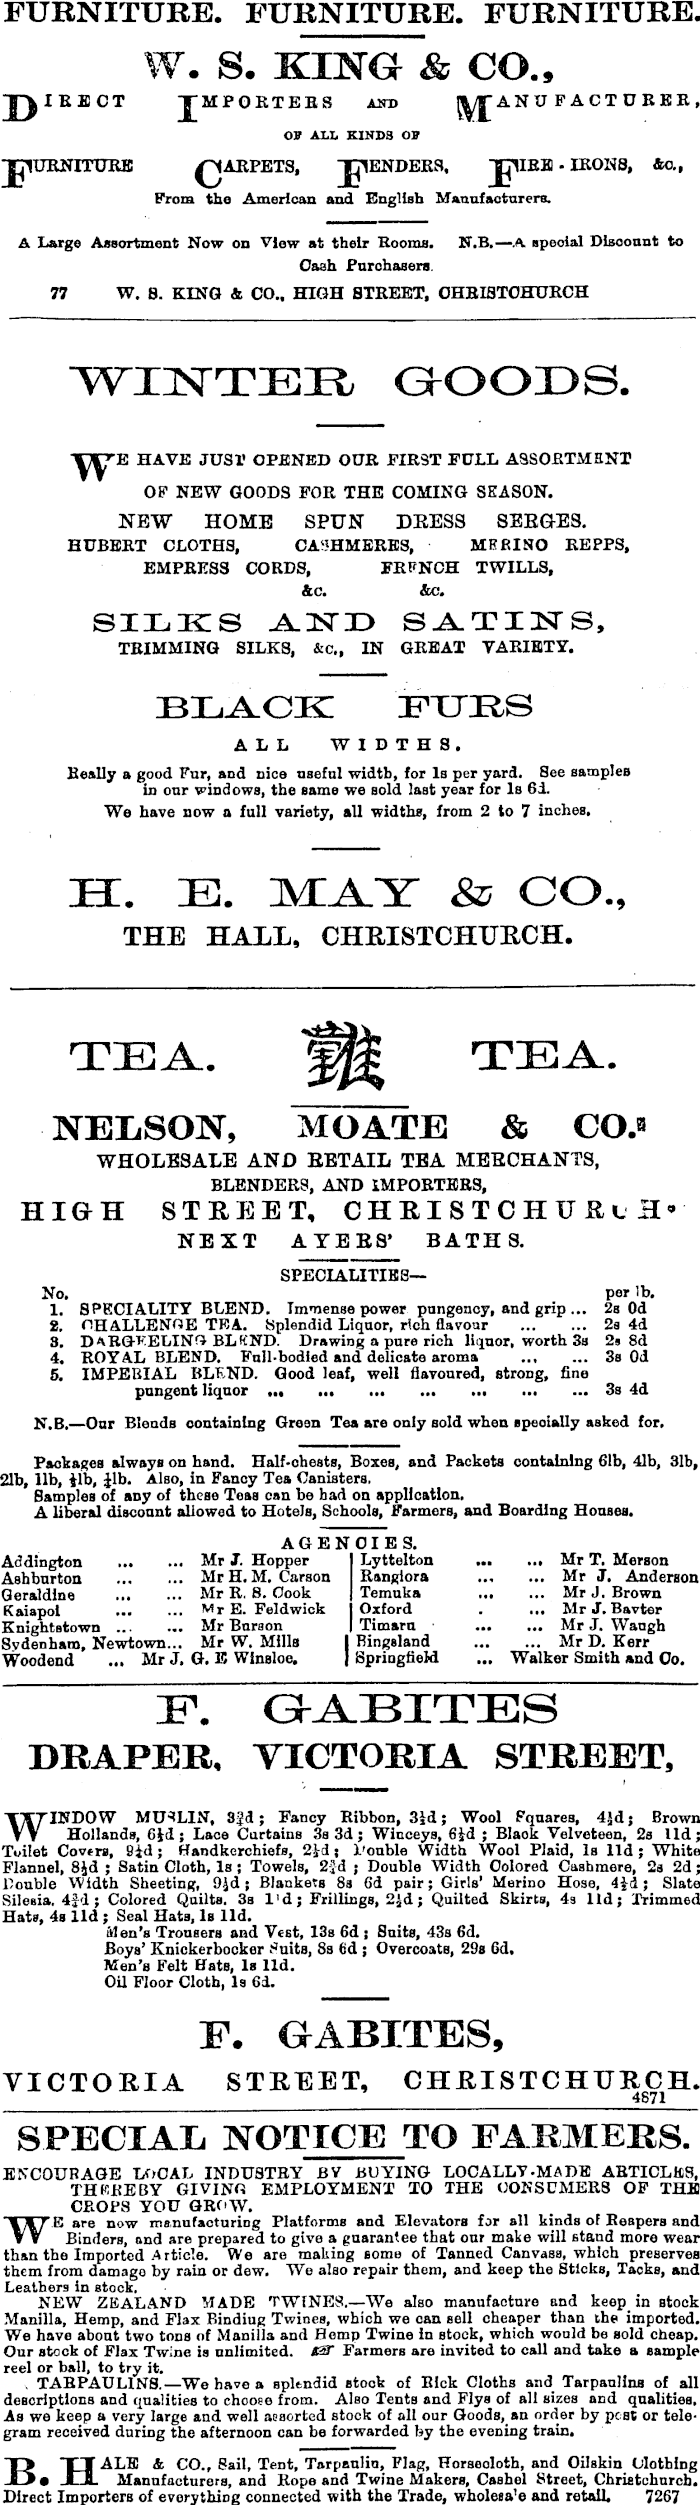 FURNITURE. FURNITURE. FURNITURE.
W. S. KING & CO.,
DIRECT IMPORTERS AND MANUFACTURER,
OF ALL KINDS OF
FURNITURE CARPETS, FENDERS, FIRE-IRONS, &c.,
From the American and English Manufacturers.
A Large Assortment Now on View at their Rooms. N.B.—A special Discount to
Cash Purchasers.
77 W. S. KING & CO., HIGH STREET, CHRISTCHURCH
WINTER GOODS.
WE HAVE JUST OPENED OUR FIRST FULL ASSORTMENT
OF NEW GOODS FOR THE COMING SEASON.
NEW HOME SPUN DRESS SERGES.
HUBERT CLOTHS, CASHMERES, MERINO REPPS,
EMPRESS CORDS, FRENCH TWILLS,
&c. &c.
SILKS AND SATINS,
TRIMMING SILKS, &c., IN GREAT VARIETY.
BLACK FURS
ALL WIDTHS.
Really a good Fur, and nice useful width, for 1s per yard. See samples
in our windows, the same we sold last year for 1s 6d.
We have now a full variety, all widths, from 2 to 7 inches.
H. E. MAY & CO.,
THE HALL, CHRISTCHURCH.
TEA. TEA.
NELSON, MOATE & CO.
WHOLESALE AND RETAIL TEA MERCHANTS,
BLENDERS, AND IMPORTERS,
HIGH STREET, CHRISTCHURCH.
NEXT AYERS' BATHS.
SPECIALITIES—
No. per lb.
1. SPECIALITY BLEND. Immense power pungency, and grip ... 2s 0d
2. CHALLENGE TEA. Splendid Liquor, rich flavour ... ... 2s 4d
3. DARGEELING BLEND. Drawing a pure rich liquor, worth 3s 2s 8d
4. ROYAL BLEND. Full-bodied and delicate aroma ... ... 3s 0d
5. IMPERIAL BLEND. Good leaf, well flavoured, strong, fine
pungent liquor ... ... ... ... ... ... ... 3s 4d
N.B.—Our Blends containing Green Tea are only sold when specially asked for.
Packages always on hand. Half-chests, Boxes, and Packets containing 6lb, 4lb, 3lb,
2lb, 1lb, ½lb, ¼lb. Also, in Fancy Tea Canisters.
Samples of any of these Teas can be had on application.
A liberal discount allowed to Hotels, Schools, Farmers, and Boarding Houses.
AGENCIES.
Addington ... ... Mr J. Hopper
Ashburton ... ... Mr H. M. Carson
Geraldine ... ... Mr R. S. Cook
Kaiapoi ... ... Mr E. Feldwick
Knightstown ... ... Mr Burson
Sydenham, Newtown... Mr W. Mills
Woodend ... Mr J. G. E Winsloe.
Lyttelton ... ... Mr T. Merson
Rangiora ... ... Mr J. Anderson
Temuka ... ... Mr J. Brown
Oxford . ... Mr J. Baxter
Timaru ... ... Mr J. Waugh
Bingsland ... ... Mr D. Kerr
Springfield ... Walker Smith and Co.
F. GABITES
DRAPER, VICTORIA STREET,
WINDOW MUSLIN, 3¾d; Fancy Ribbon, 3½d; Wool Squares, 4½d; Brown
Hollands, 6½d; Lace Curtains 3s 3d; Winceys, 6½d; Black Velveteen, 2s 11d;
Toilet Covers, 9½d; Handkerchiefs, 2½d; Double Width Wool Plaid, 1s 11d; White
Flannel, 8½d; Satin Cloth, 1s; Towels, 2¾d; Double Width Colored Cashmere, 2s 2d;
Double Width Sheeting, 9½d; Blankets 8s 6d pair; Girls' Merino Hose, 4½d; Slate
Silesia, 4¾d; Colored Quilts, 3s 11d; Frillings, 2½d; Quilted Skirts, 4s 11d; Trimmed
Hats, 4s 11d; Seal Hats, 1s 11d.
Men's Trousers and Vest, 13s 6d; Suits, 43s 6d.
Boys' Knickerbocker Suits, 8s 6d; Overcoats, 29s 6d.
Men's Felt Hats, 1s 11d.
Oil Floor Cloth, 1s 6d.
F. GABITES,
VICTORIA STREET, CHRISTCHURCH.
4871
SPECIAL NOTICE TO FARMERS.
ENCOURAGE LOCAL INDUSTRY BY BUYING LOCALLY-MADE ARTICLES,
THEREBY GIVING EMPLOYMENT TO THE CONSUMERS OF THE
CROPS YOU GROW.
WE are now manufacturing Platforms and Elevators for all kinds of Reapers and
Binders, and are prepared to give a guarantee that our make will stand more wear
than the Imported Article. We are making some of Tanned Canvass, which preserves
them from damage by rain or dew. We also repair them, and keep the Sticks, Tacks, and
Leathers in stock.
NEW ZEALAND MADE TWINES.—We also manufacture and keep in stock
Manilla, Hemp, and Flax Binding Twines, which we can sell cheaper than the imported.
We have about two tons of Manilla and Hemp Twine in stock, which would be sold cheap.
Our stock of Flax Twine is unlimited. ☞ Farmers are invited to call and take a sample
reel or ball, to try it.
TARPAULINS.—We have a splendid stock of Rick Cloths and Tarpaulins of all
descriptions and qualities to choose from. Also Tents and Flys of all sizes and qualities.
As we keep a very large and well assorted stock of all our Goods, an order by post or tele-
gram received during the afternoon can be forwarded by the evening train.
B. HALE & CO., Sail, Tent, Tarpaulin, Flag, Horsecloth, and Oilskin Clothing
Manufacturers, and Rope and Twine Makers, Cashel Street, Christchurch.
Direct Importers of everything connected with the Trade, wholesale and retail. 7267